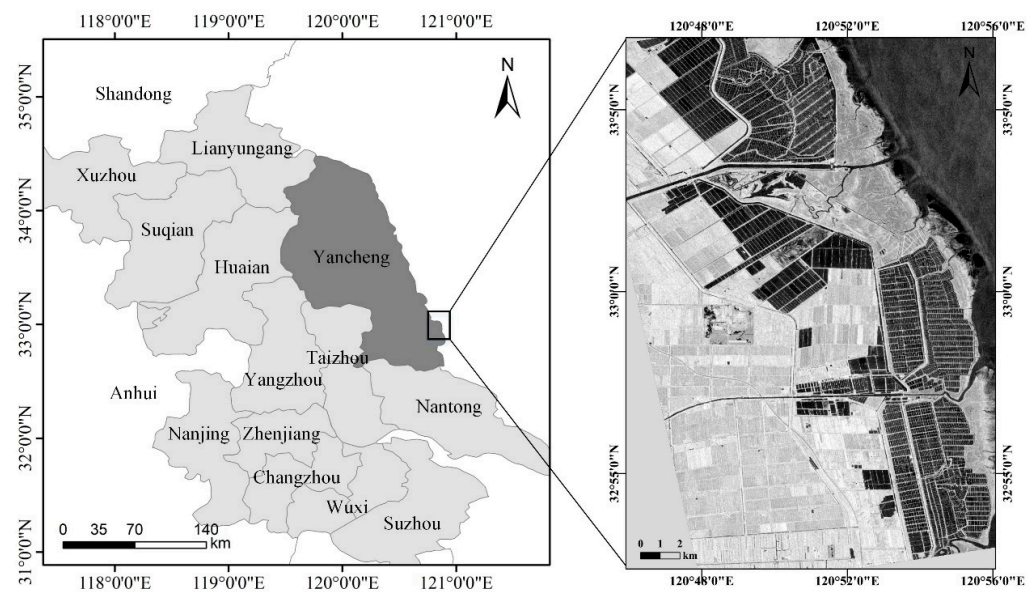 118°0'0"E 119°0'0"E 120°0'0"E 121°0'0"E
35°0'0"N
34°0'0"N
33°0'0"N
32°0'0"N
31°0'0"N
N
Shandong
Lianyungang
Xuzhou
Suqian
Yancheng
Huaian
Taizhou
Anhui
Yangzhou
Nantong
Nanjing
Zhenjiang
Changzhou
Wuxi
Suzhou
0 35 70 140
km
118°0'0"E 119°0'0"E 120°0'0"E 121°0'0"E
120°48'0"E 120°52'0"E 120°56'0"E
N
33°5'0"N
33°0'0"N
32°55'0"N
33°5'0"N
33°0'0"N
32°55'0"N
0 1 2
km
120°48'0"E 120°52'0"E 120°56'0"E